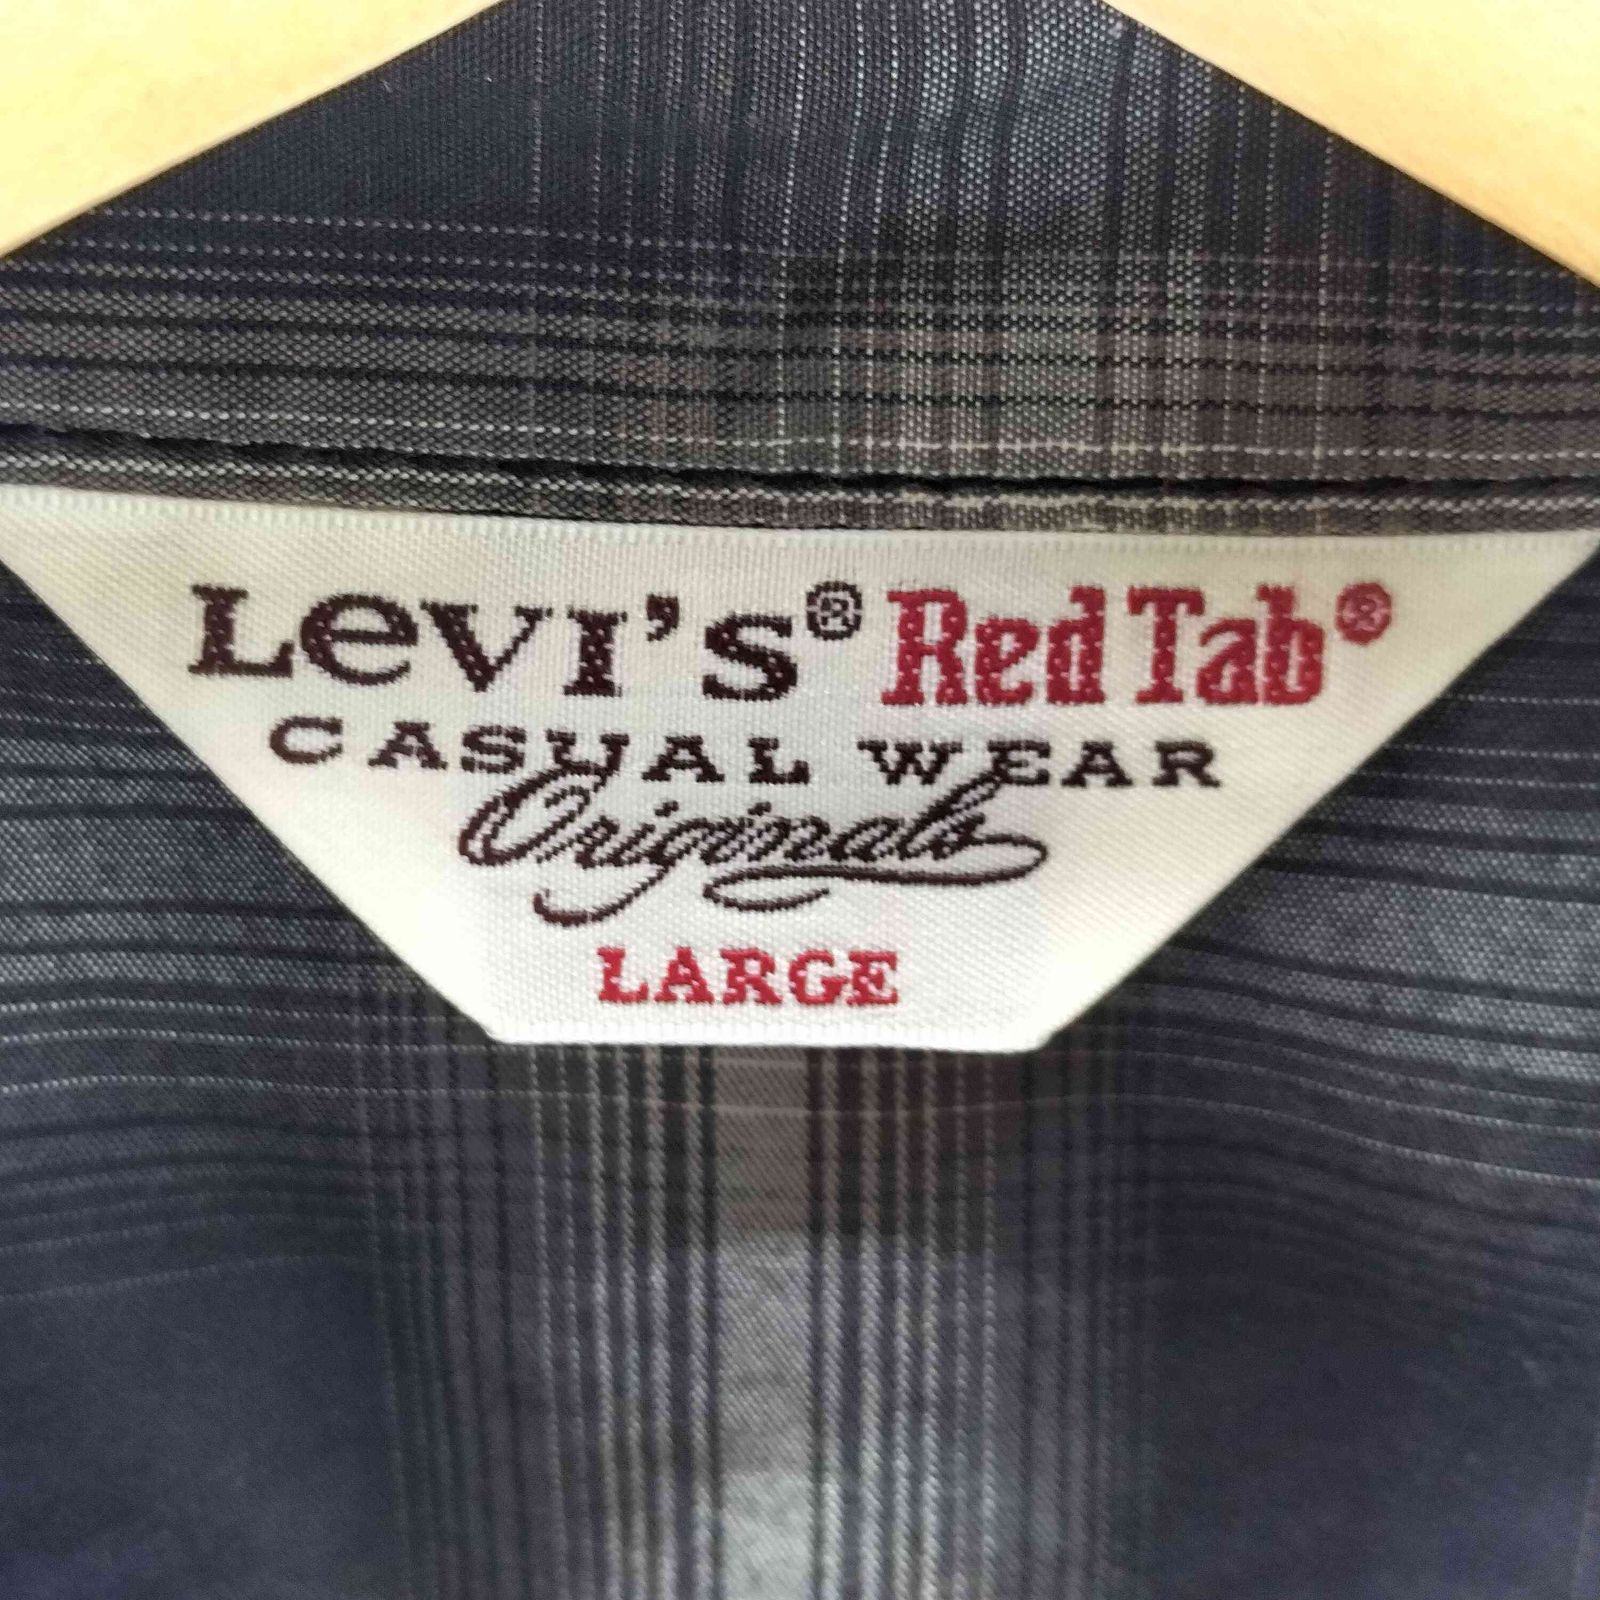 Levi's® Red Tab®
CASUAL WEAR
Originals
LARGE